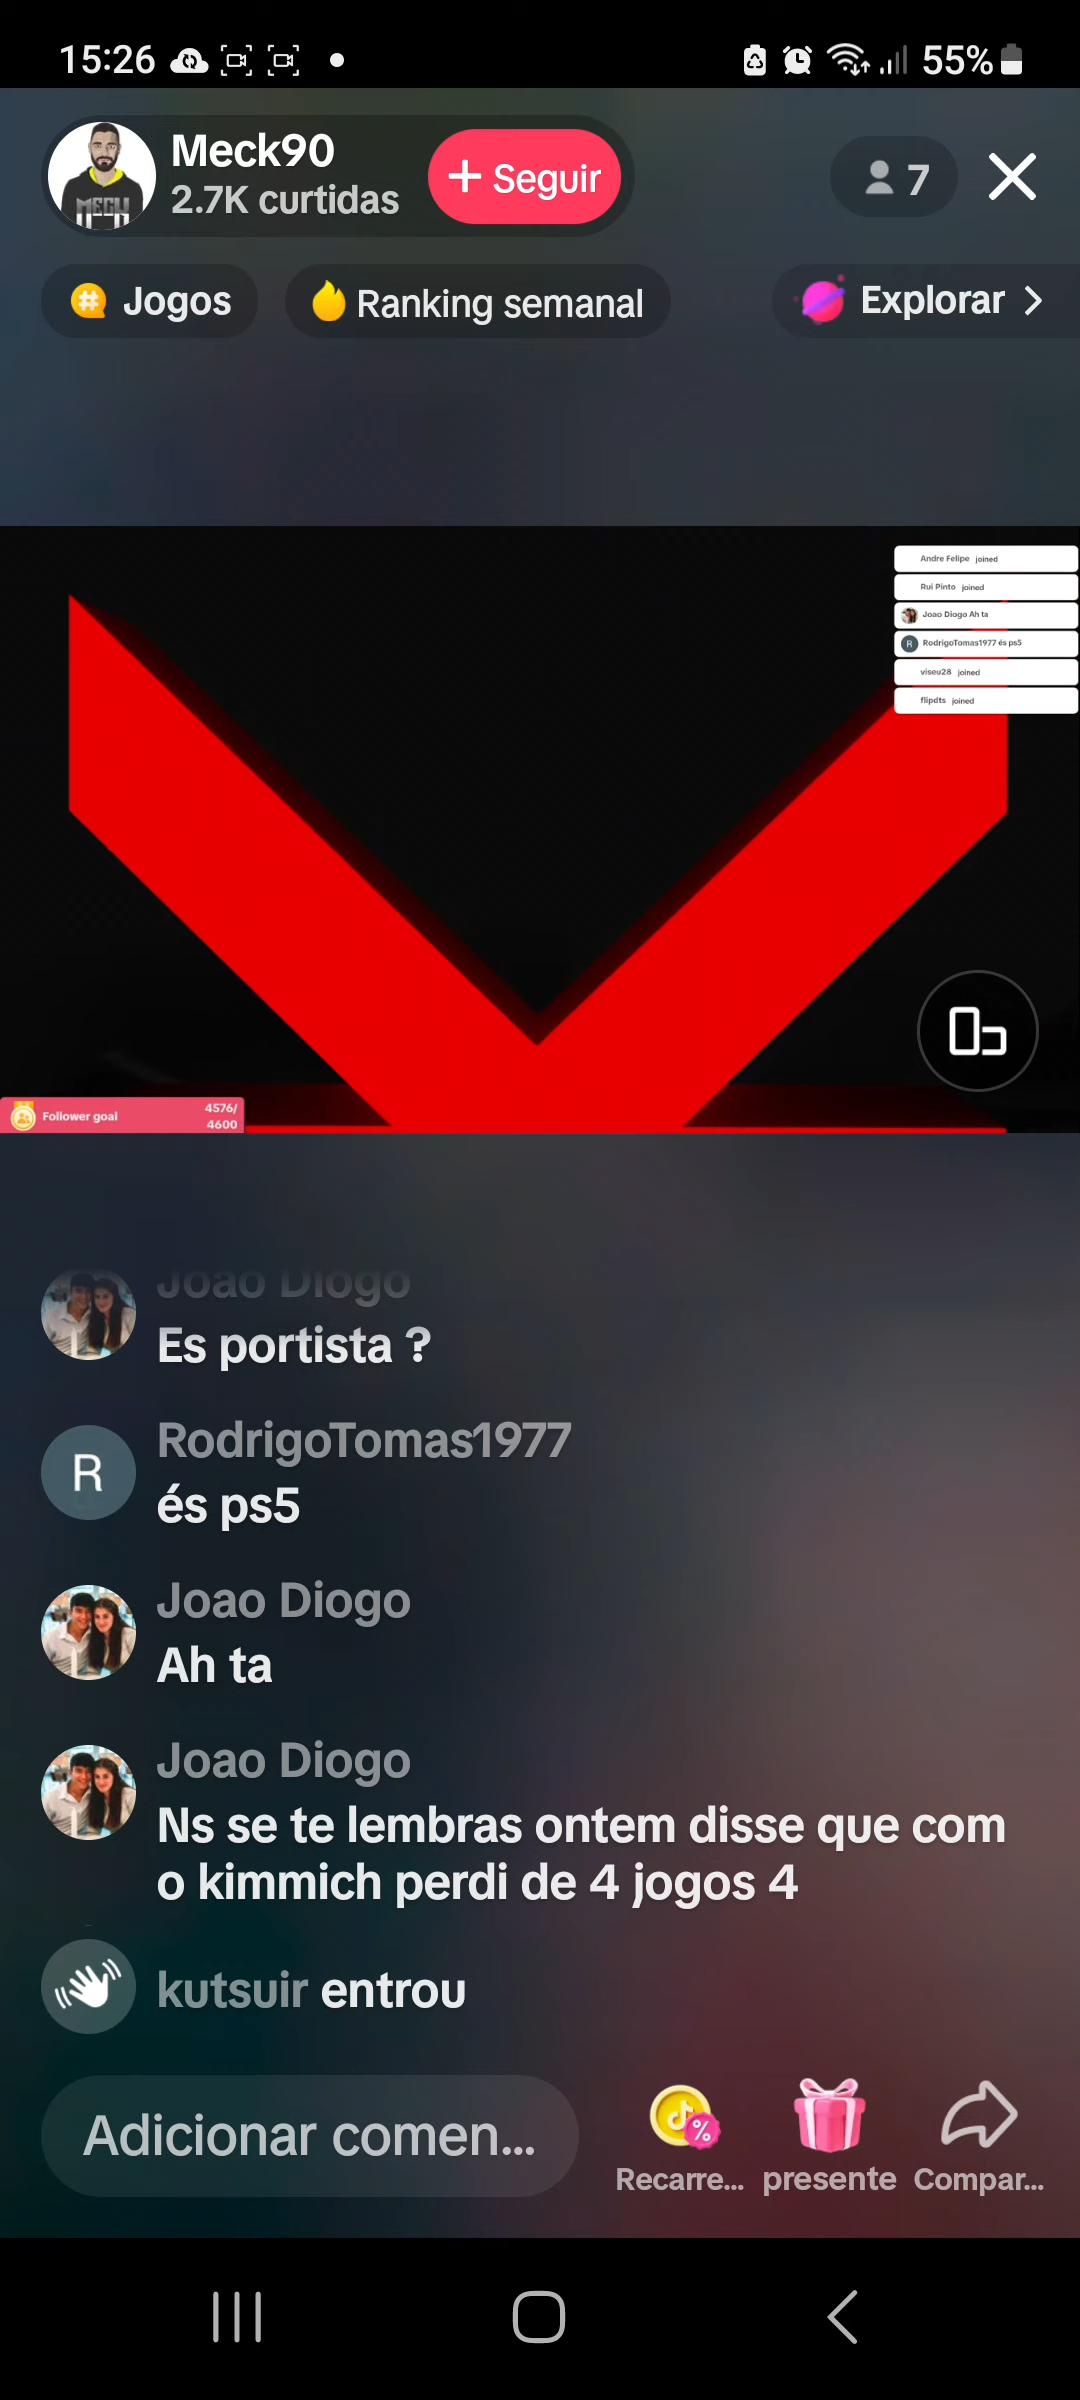 15:26
55%
Meck90
2.7K curtidas
+ Seguir
7
Jogos
Ranking semanal
Explorar
Andre Felipe joined
Rui Pinto joined
Joao Diogo Ah ta
R RodrigoTomas1977 és ps5
viseu28 joined
flipdts joined
Follower goal
4576/
4600
Joao Diogo
Es portista ?
R
RodrigoTomas1977
és ps5
Joao Diogo
Ah ta
Joao Diogo
Ns se te lembras ontem disse que com
o kimmich perdi de 4 jogos 4
kutsuir entrou
Adicionar comen...
Recarre...
presente
Compar...